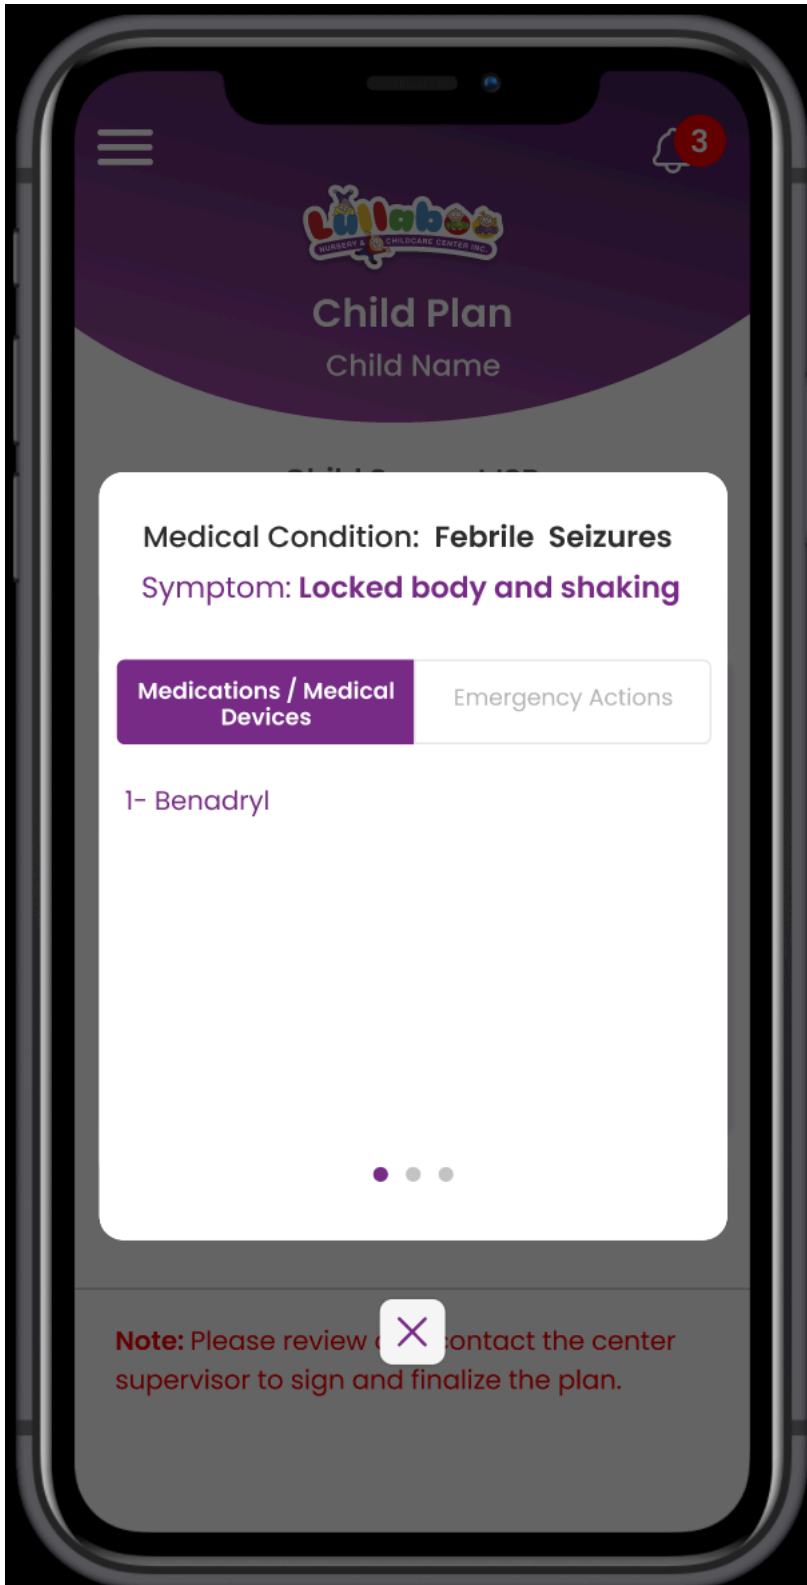 3
Lullaboo
NURSERY & CHILDCARE CENTER INC.
Child Plan
Child Name
Medical Condition: Febrile Seizures
Symptom: Locked body and shaking
Medications / Medical
Devices
Emergency Actions
1- Benadryl
Note: Please review contact the center
supervisor to sign and finalize the plan.